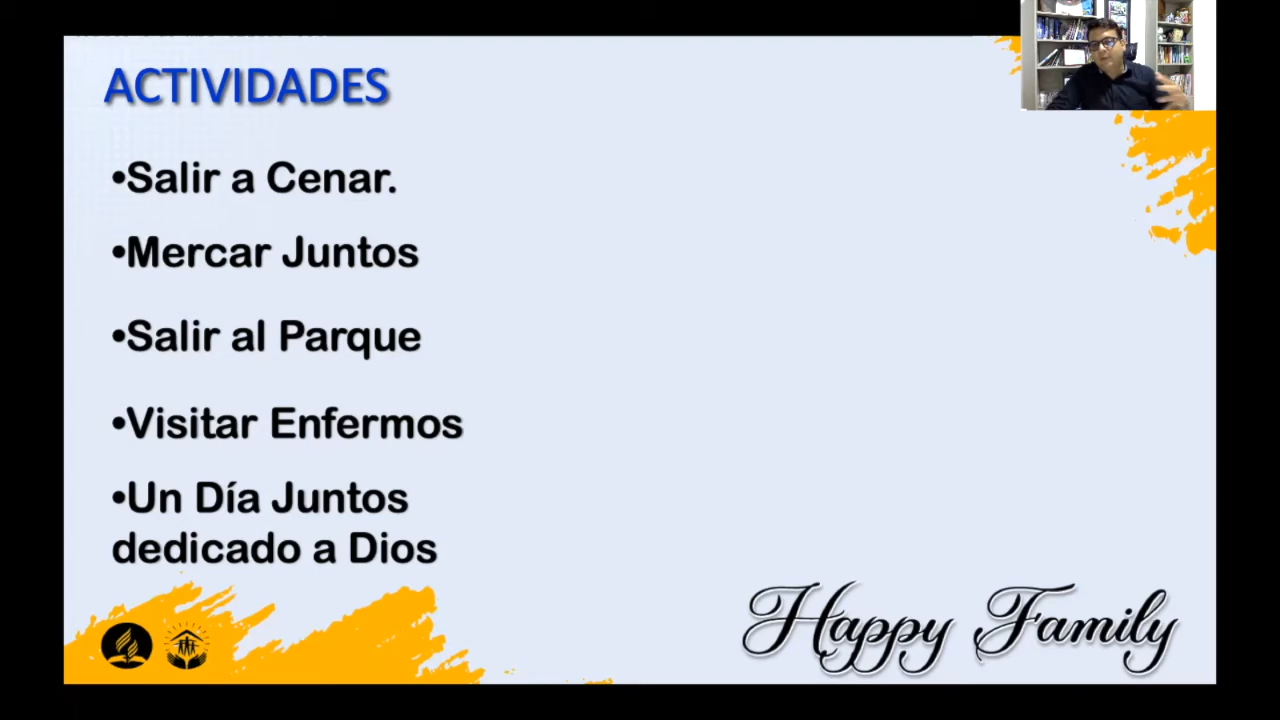 ACTIVIDADES
•Salir a Cenar.
•Mercar Juntos
•Salir al Parque
•Visitar Enfermos
•Un Día Juntos
dedicado a Dios
Happy Family